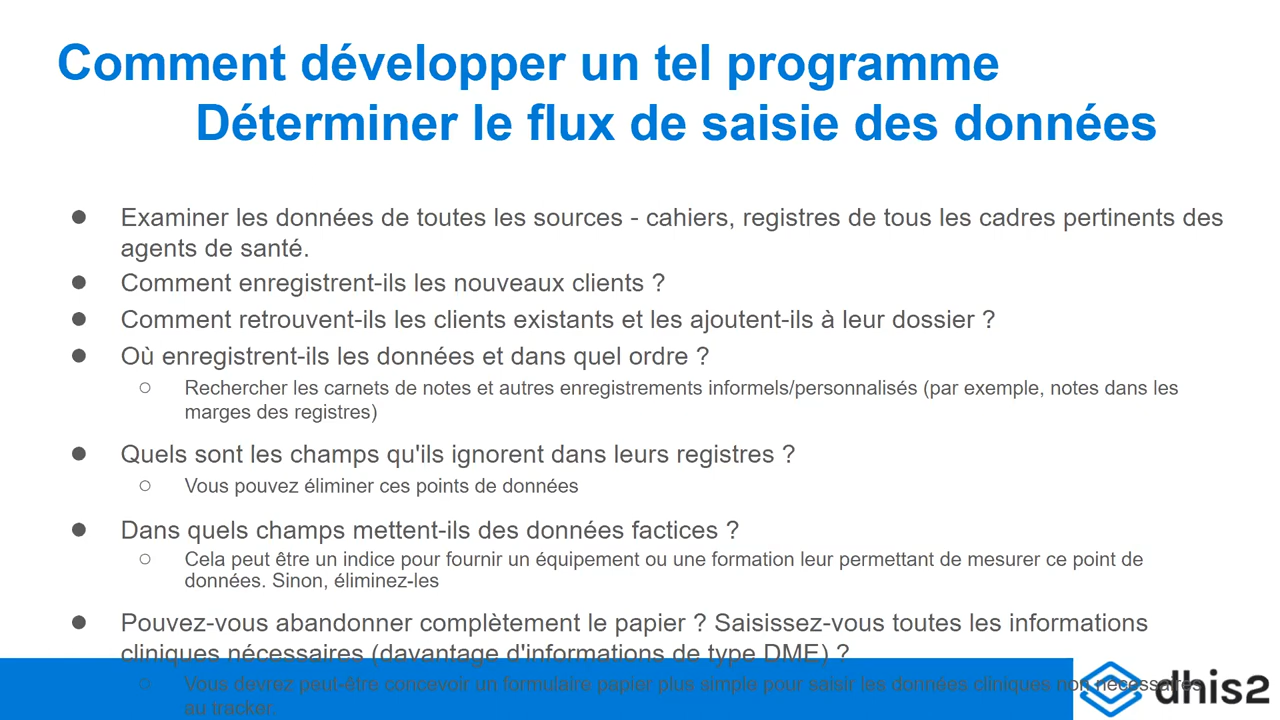 Comment développer un tel programme
Déterminer le flux de saisie des données
● Examiner les données de toutes les sources - cahiers, registres de tous les cadres pertinents des
agents de santé.
● Comment enregistrent-ils les nouveaux clients ?
● Comment retrouvent-ils les clients existants et les ajoutent-ils à leur dossier ?
● Où enregistrent-ils les données et dans quel ordre ?
○ Rechercher les carnets de notes et autres enregistrements informels/personnalisés (par exemple, notes dans les
marges des registres)
● Quels sont les champs qu'ils ignorent dans leurs registres ?
○ Vous pouvez éliminer ces points de données
● Dans quels champs mettent-ils des données factices ?
○ Cela peut être un indice pour fournir un équipement ou une formation leur permettant de mesurer ce point de
données. Sinon, éliminez-les
● Pouvez-vous abandonner complètement le papier ? Saisissez-vous toutes les informations
cliniques nécessaires (davantage d'informations de type DME) ?
○ Vous devrez peut-être concevoir un formulaire papier plus simple pour saisir les données cliniques non nécessaires
au tracker.
dhis2